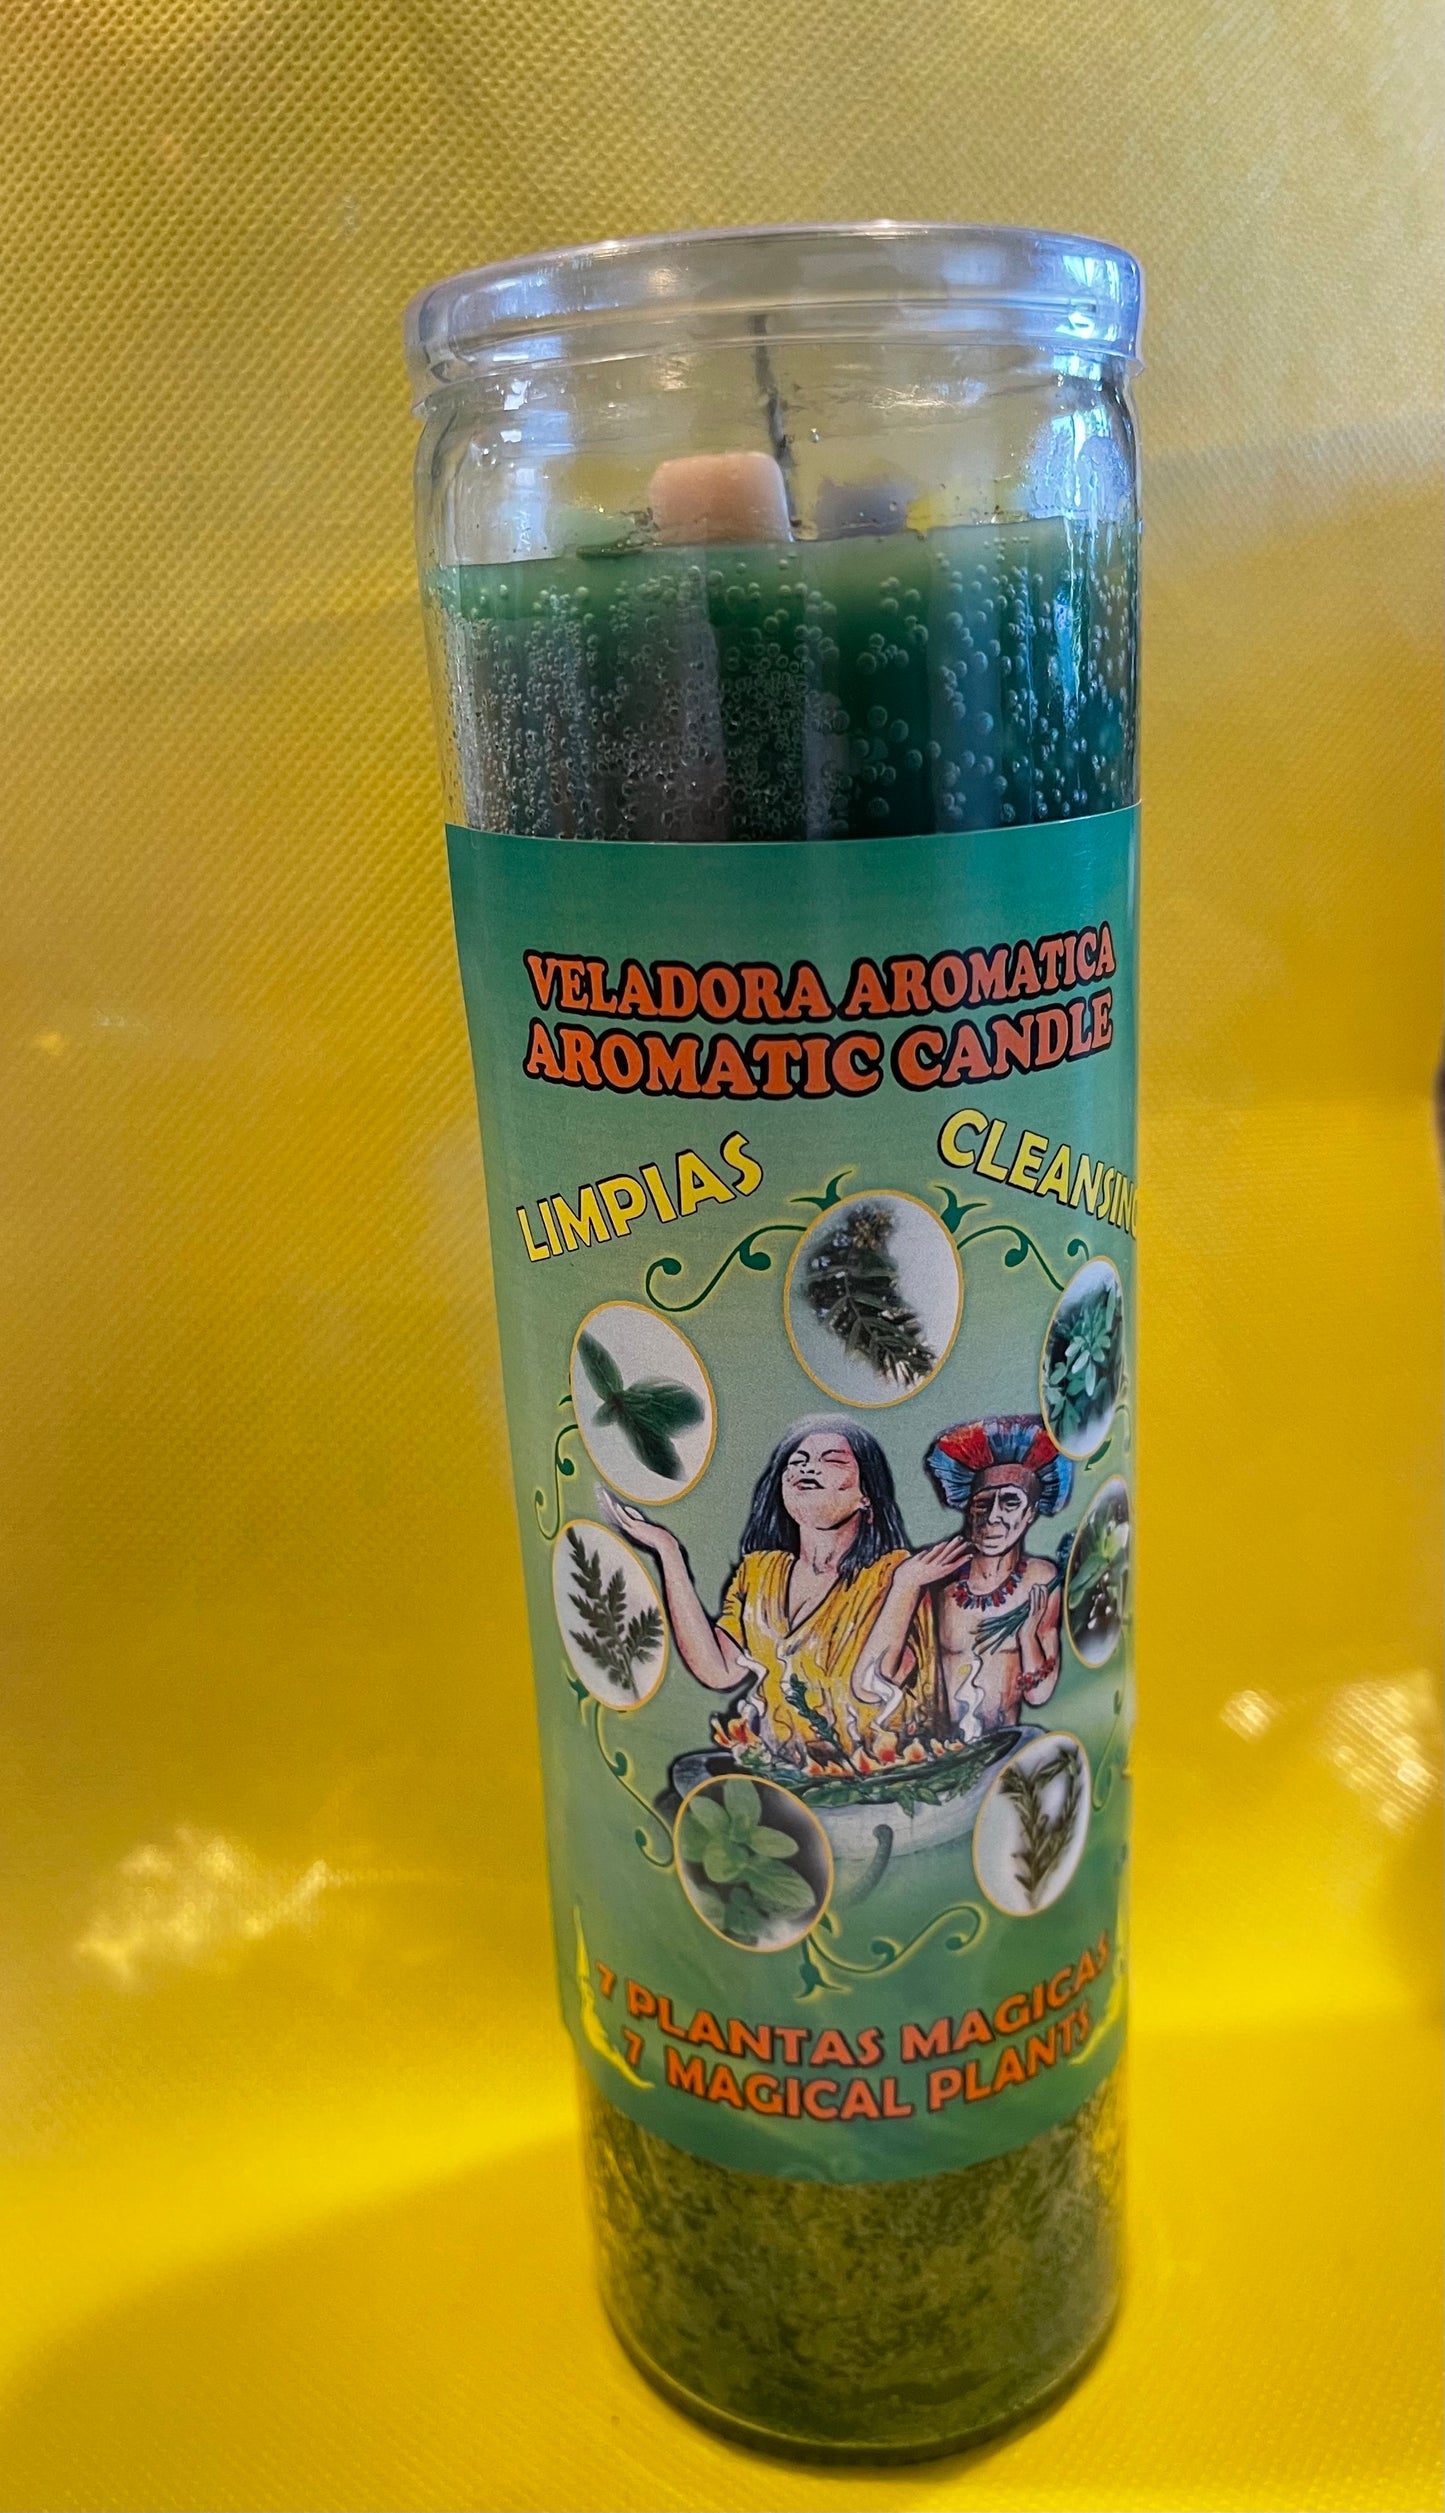 VELADORA AROMATICA
AROMATIC CANDLE
LIMPIAS
CLEANSING
7 PLANTAS MAGICAS
7 MAGICAL PLANTS